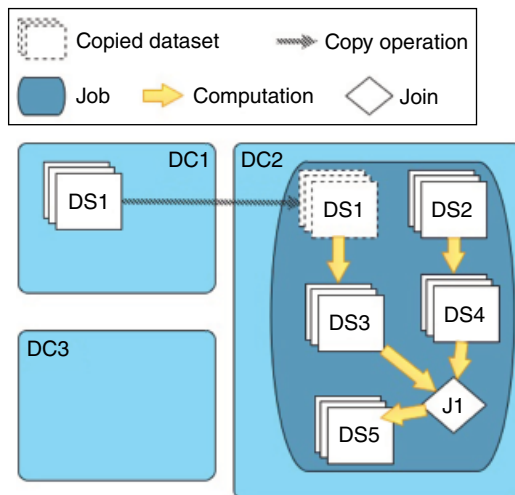 Copied dataset
Copy operation
Job
Computation
Join
DC1
DC2
DS1
DS1
DS2
DS3
DS4
DC3
J1
DS5